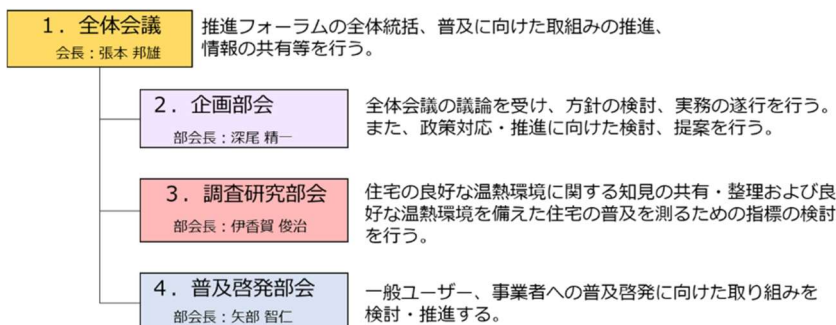 1．全体会議
会長：張本 邦雄
推進フォーラムの全体統括、普及に向けた取組みの推進、
情報の共有等を行う。
2．企画部会
部会長：深尾 精一
全体会議の議論を受け、方針の検討、実務の遂行を行う。
また、政策対応・推進に向けた検討、提案を行う。
3．調査研究部会
部会長：伊香賀 俊治
住宅の良好な温熱環境に関する知見の共有・整理および良
好な温熱環境を備えた住宅の普及を測るための指標の検討
を行う。
4．普及啓発部会
部会長：矢部 智仁
一般ユーザー、事業者への普及啓発に向けた取り組みを
検討・推進する。